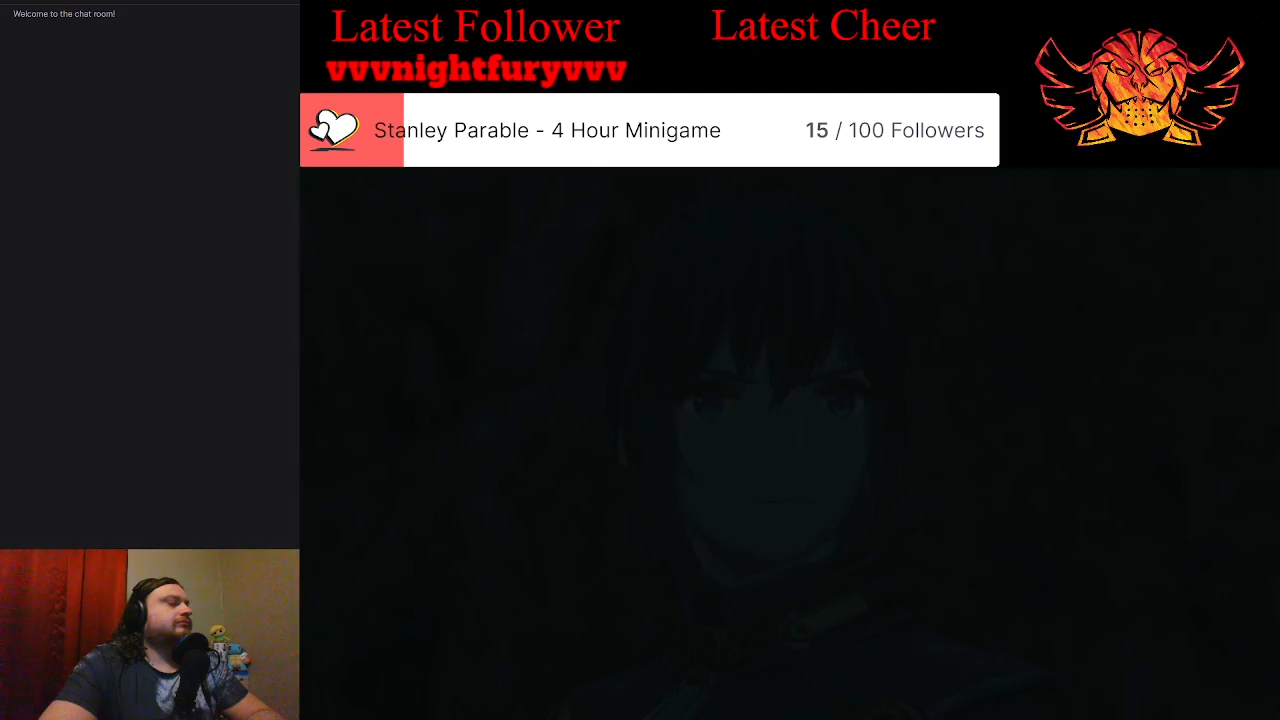 Welcome to the chat room!
Latest Follower
Latest Cheer
vvvnightfuryvvv
Stanley Parable - 4 Hour Minigame
15 / 100 Followers